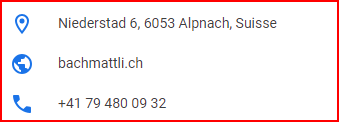 Niederstad 6, 6053 Alpnach, Suisse
bachmattli.ch
+41 79 480 09 32